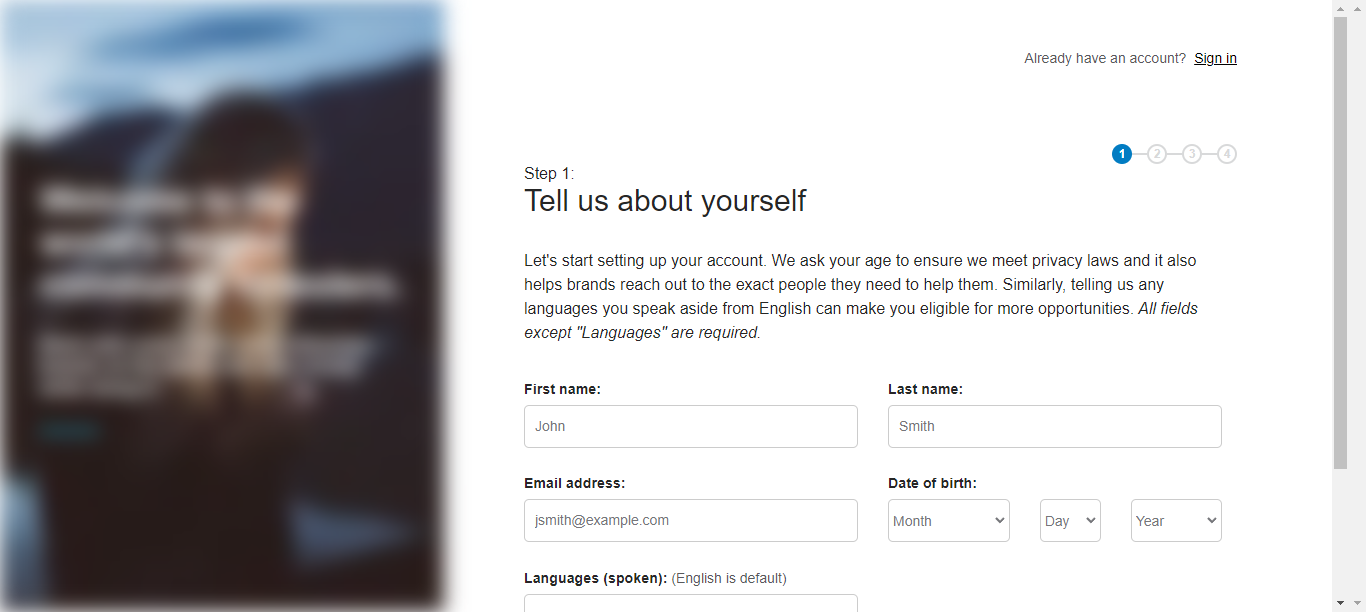 Already have an account? Sign in
1 2 3 4
Step 1:
Tell us about yourself
Let's start setting up your account. We ask your age to ensure we meet privacy laws and it also
helps brands reach out to the exact people they need to help them. Similarly, telling us any
languages you speak aside from English can make you eligible for more opportunities. All fields
except "Languages" are required.
First name:
Last name:
John
Smith
Email address:
Date of birth:
jsmith@example.com
Month
Day
Year
Languages (spoken): (English is default)